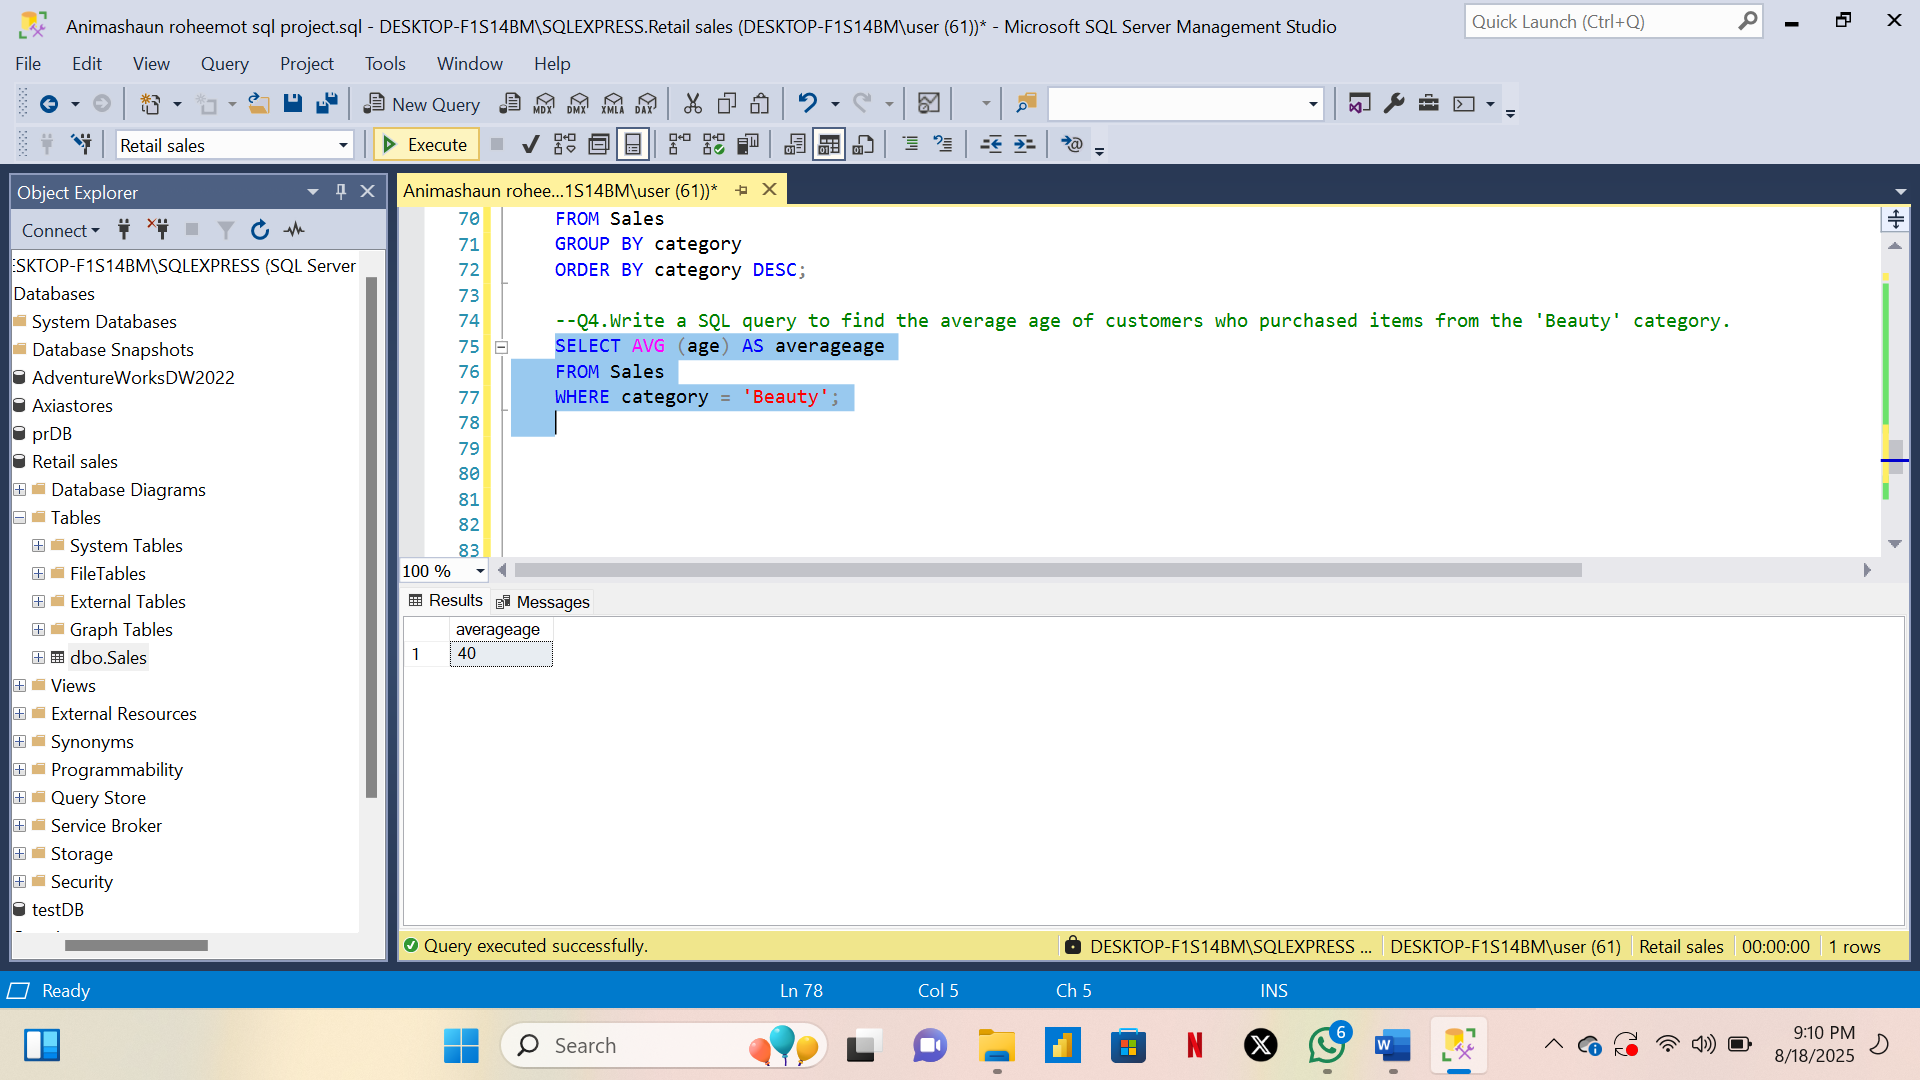 Animashaun roheemot sql project.sql - DESKTOP-F1S14BM\SQLEXPRESS.Retail sales (DESKTOP-F1S14BM\user (61))* - Microsoft SQL Server Management Studio
Quick Launch (Ctrl+Q)
File Edit View Query Project Tools Window Help
New Query
MDX DMX XMLA DAX
Retail sales
Execute
Object Explorer
Connect
ESKTOP-F1S14BM\SQLEXPRESS (SQL Server
Databases
System Databases
Database Snapshots
AdventureWorksDW2022
Axiastores
prDB
Retail sales
Database Diagrams
Tables
System Tables
FileTables
External Tables
Graph Tables
dbo.Sales
Views
External Resources
Synonyms
Programmability
Query Store
Service Broker
Storage
Security
testDB
Animashaun rohee...1S14BM\user (61))*
70 FROM Sales
71 GROUP BY category
72 ORDER BY category DESC;
73
74 --Q4.Write a SQL query to find the average age of customers who purchased items from the 'Beauty' category.
75 SELECT AVG (age) AS averageage
76 FROM Sales
77 WHERE category = 'Beauty';
78
79
80
81
82
83
100 %
Results Messages
averageage
1 40
Query executed successfully.
DESKTOP-F1S14BM\SQLEXPRESS ... DESKTOP-F1S14BM\user (61) Retail sales 00:00:00 1 rows
Ready Ln 78 Col 5 Ch 5 INS
Search
N
X
6
W
9:10 PM
8/18/2025